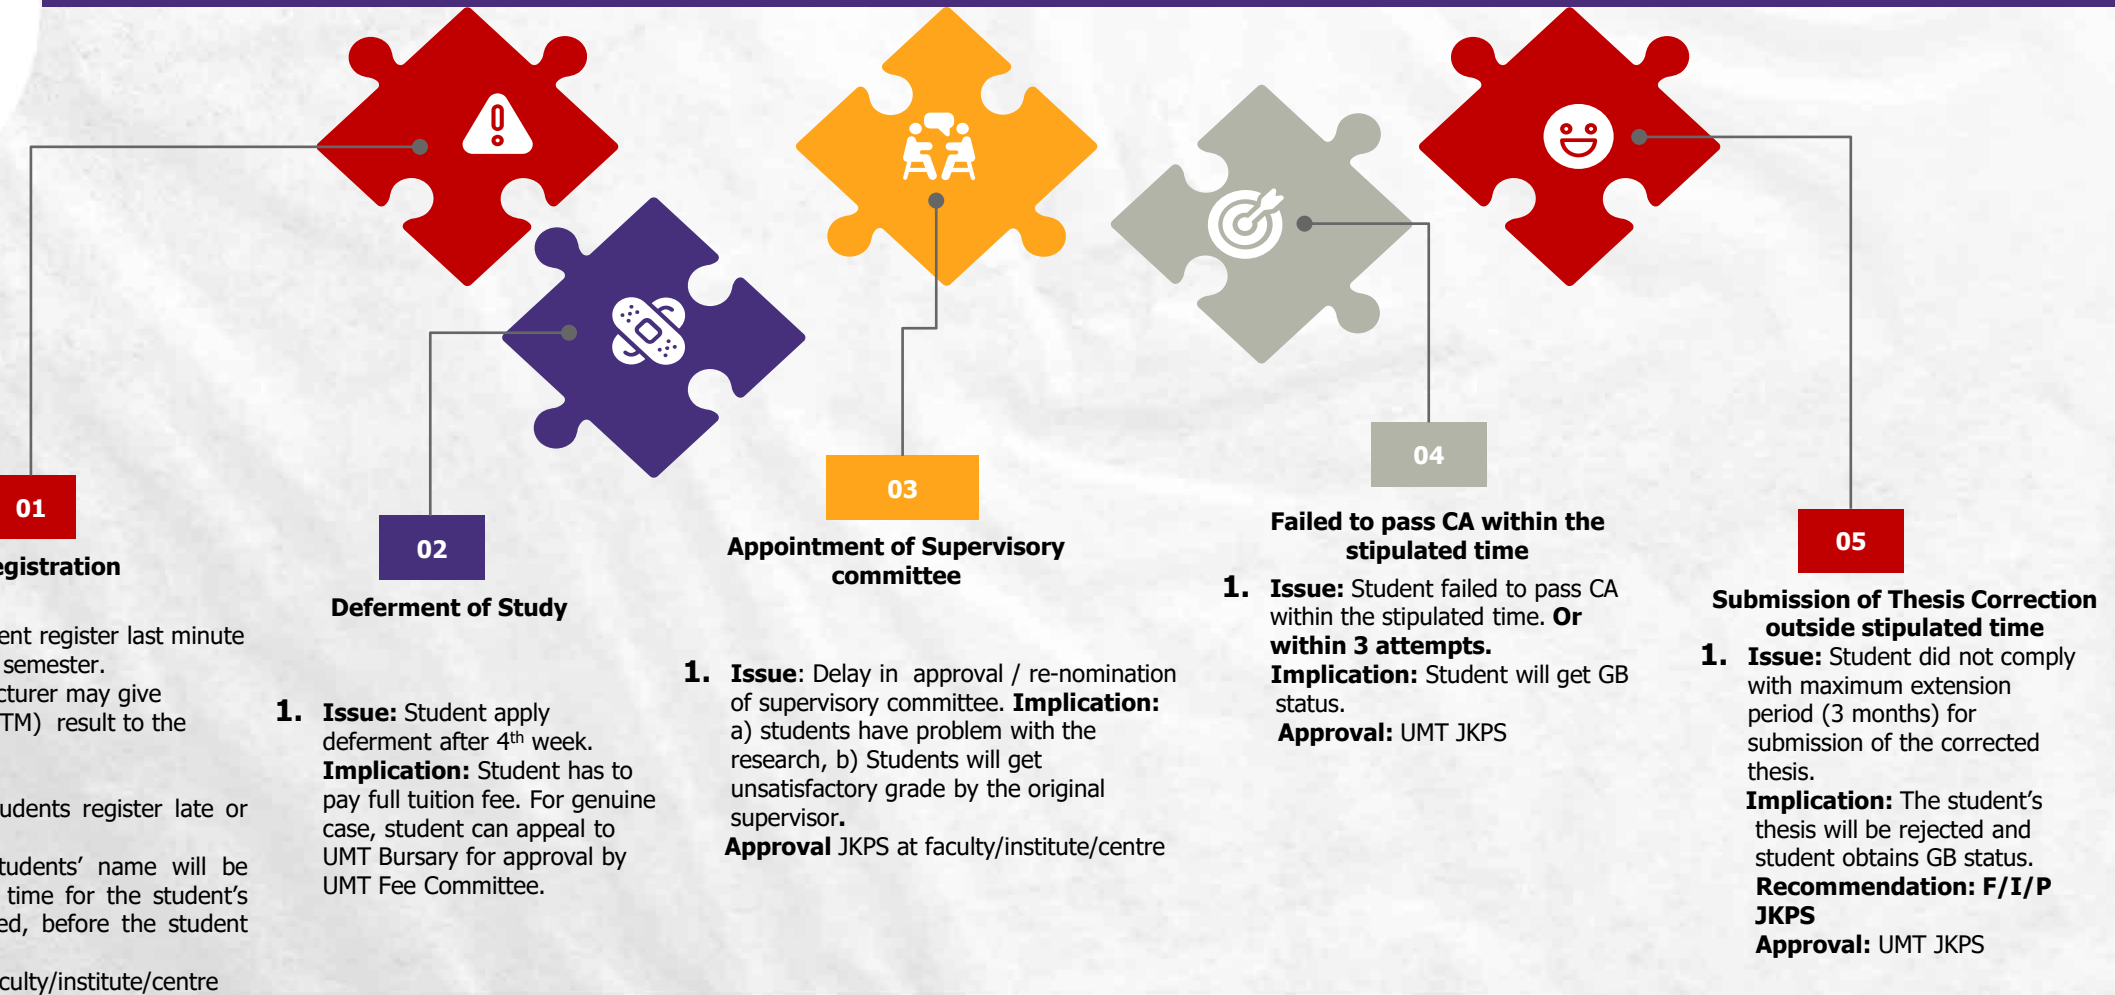 01
egistration
ent register last minute
semester.
cturer may give
TM) result to the
udents register late or
tudents' name will be
time for the student's
ed, before the student
culty/institute/centre
02
Deferment of Study
1. Issue: Student apply
deferment after 4th week.
Implication: Student has to
pay full tuition fee. For genuine
case, student can appeal to
UMT Bursary for approval by
UMT Fee Committee.
03
Appointment of Supervisory
committee
1. Issue: Delay in approval / re-nomination
of supervisory committee. Implication:
a) students have problem with the
research, b) Students will get
unsatisfactory grade by the original
supervisor.
Approval JKPS at faculty/institute/centre
04
Failed to pass CA within the
stipulated time
1. Issue: Student failed to pass CA
within the stipulated time. Or
within 3 attempts.
Implication: Student will get GB
status.
Approval: UMT JKPS
05
Submission of Thesis Correction
outside stipulated time
1. Issue: Student did not comply
with maximum extension
period (3 months) for
submission of the corrected
thesis.
Implication: The student's
thesis will be rejected and
student obtains GB status.
Recommendation: F/I/P
JKPS
Approval: UMT JKPS